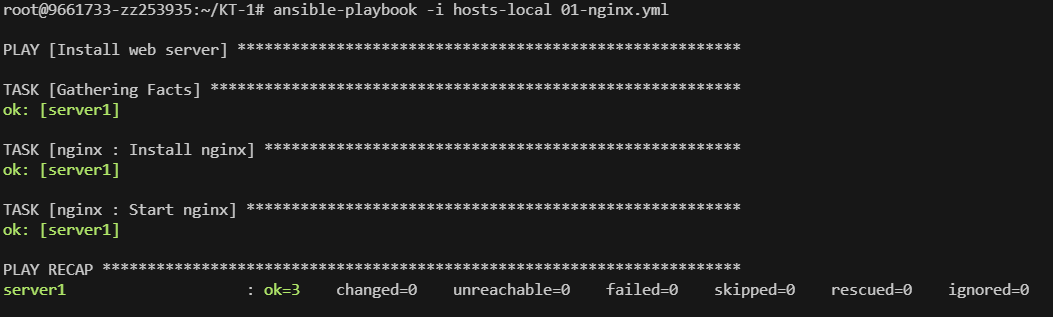 root@9661733-zz253935:~/KT-1# ansible-playbook -i hosts-local 01-nginx.yml
PLAY [Install web server] ********************************************************
TASK [Gathering Facts] ***********************************************************
ok: [server1]
TASK [nginx : Install nginx] *****************************************************
ok: [server1]
TASK [nginx : Start nginx] *******************************************************
ok: [server1]
PLAY RECAP ***********************************************************************
server1                    : ok=3    changed=0    unreachable=0    failed=0    skipped=0    rescued=0    ignored=0